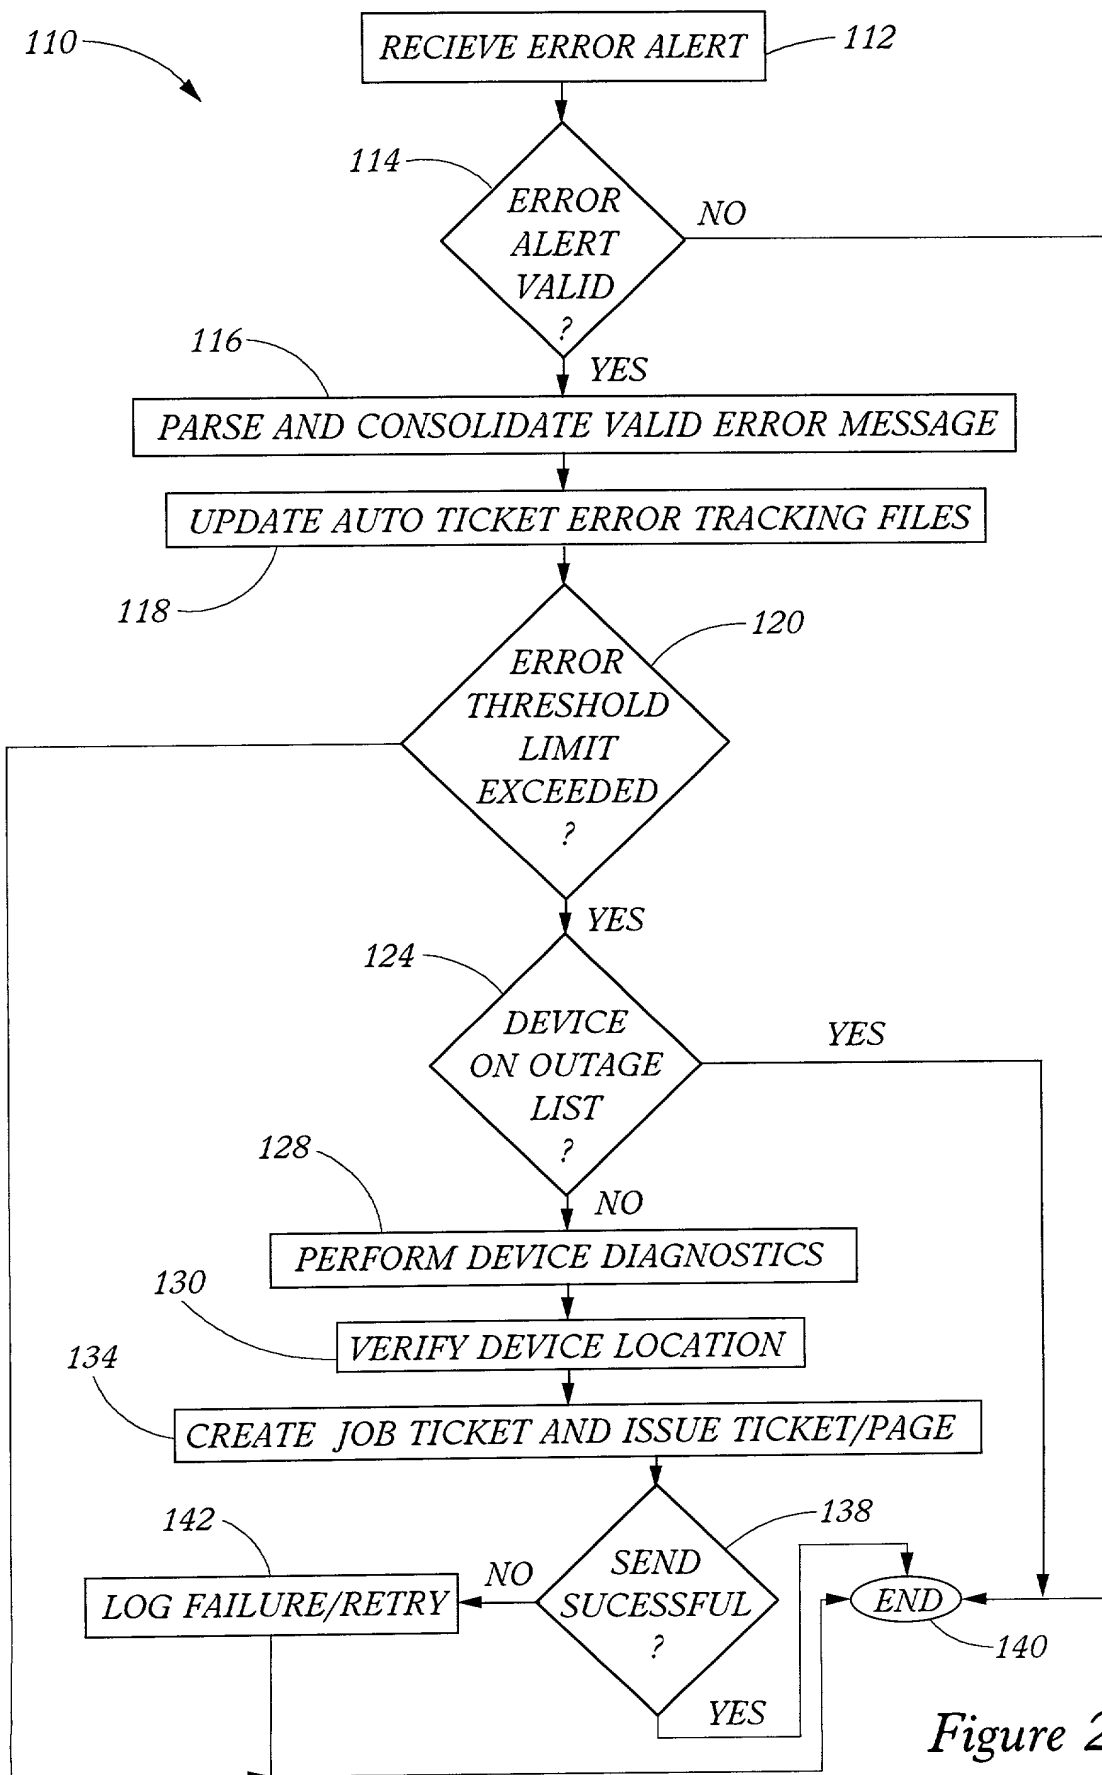 110
RECIEVE ERROR ALERT
112
114
ERROR
ALERT
VALID
?
NO
YES
116
PARSE AND CONSOLIDATE VALID ERROR MESSAGE
UPDATE AUTO TICKET ERROR TRACKING FILES
118
120
ERROR
THRESHOLD
LIMIT
EXCEEDED
?
YES
124
DEVICE
ON OUTAGE
LIST
?
YES
NO
128
PERFORM DEVICE DIAGNOSTICS
130
VERIFY DEVICE LOCATION
134
CREATE JOB TICKET AND ISSUE TICKET/PAGE
138
SEND
SUCESSFUL
?
NO
142
LOG FAILURE/RETRY
YES
END
140
Figure 2